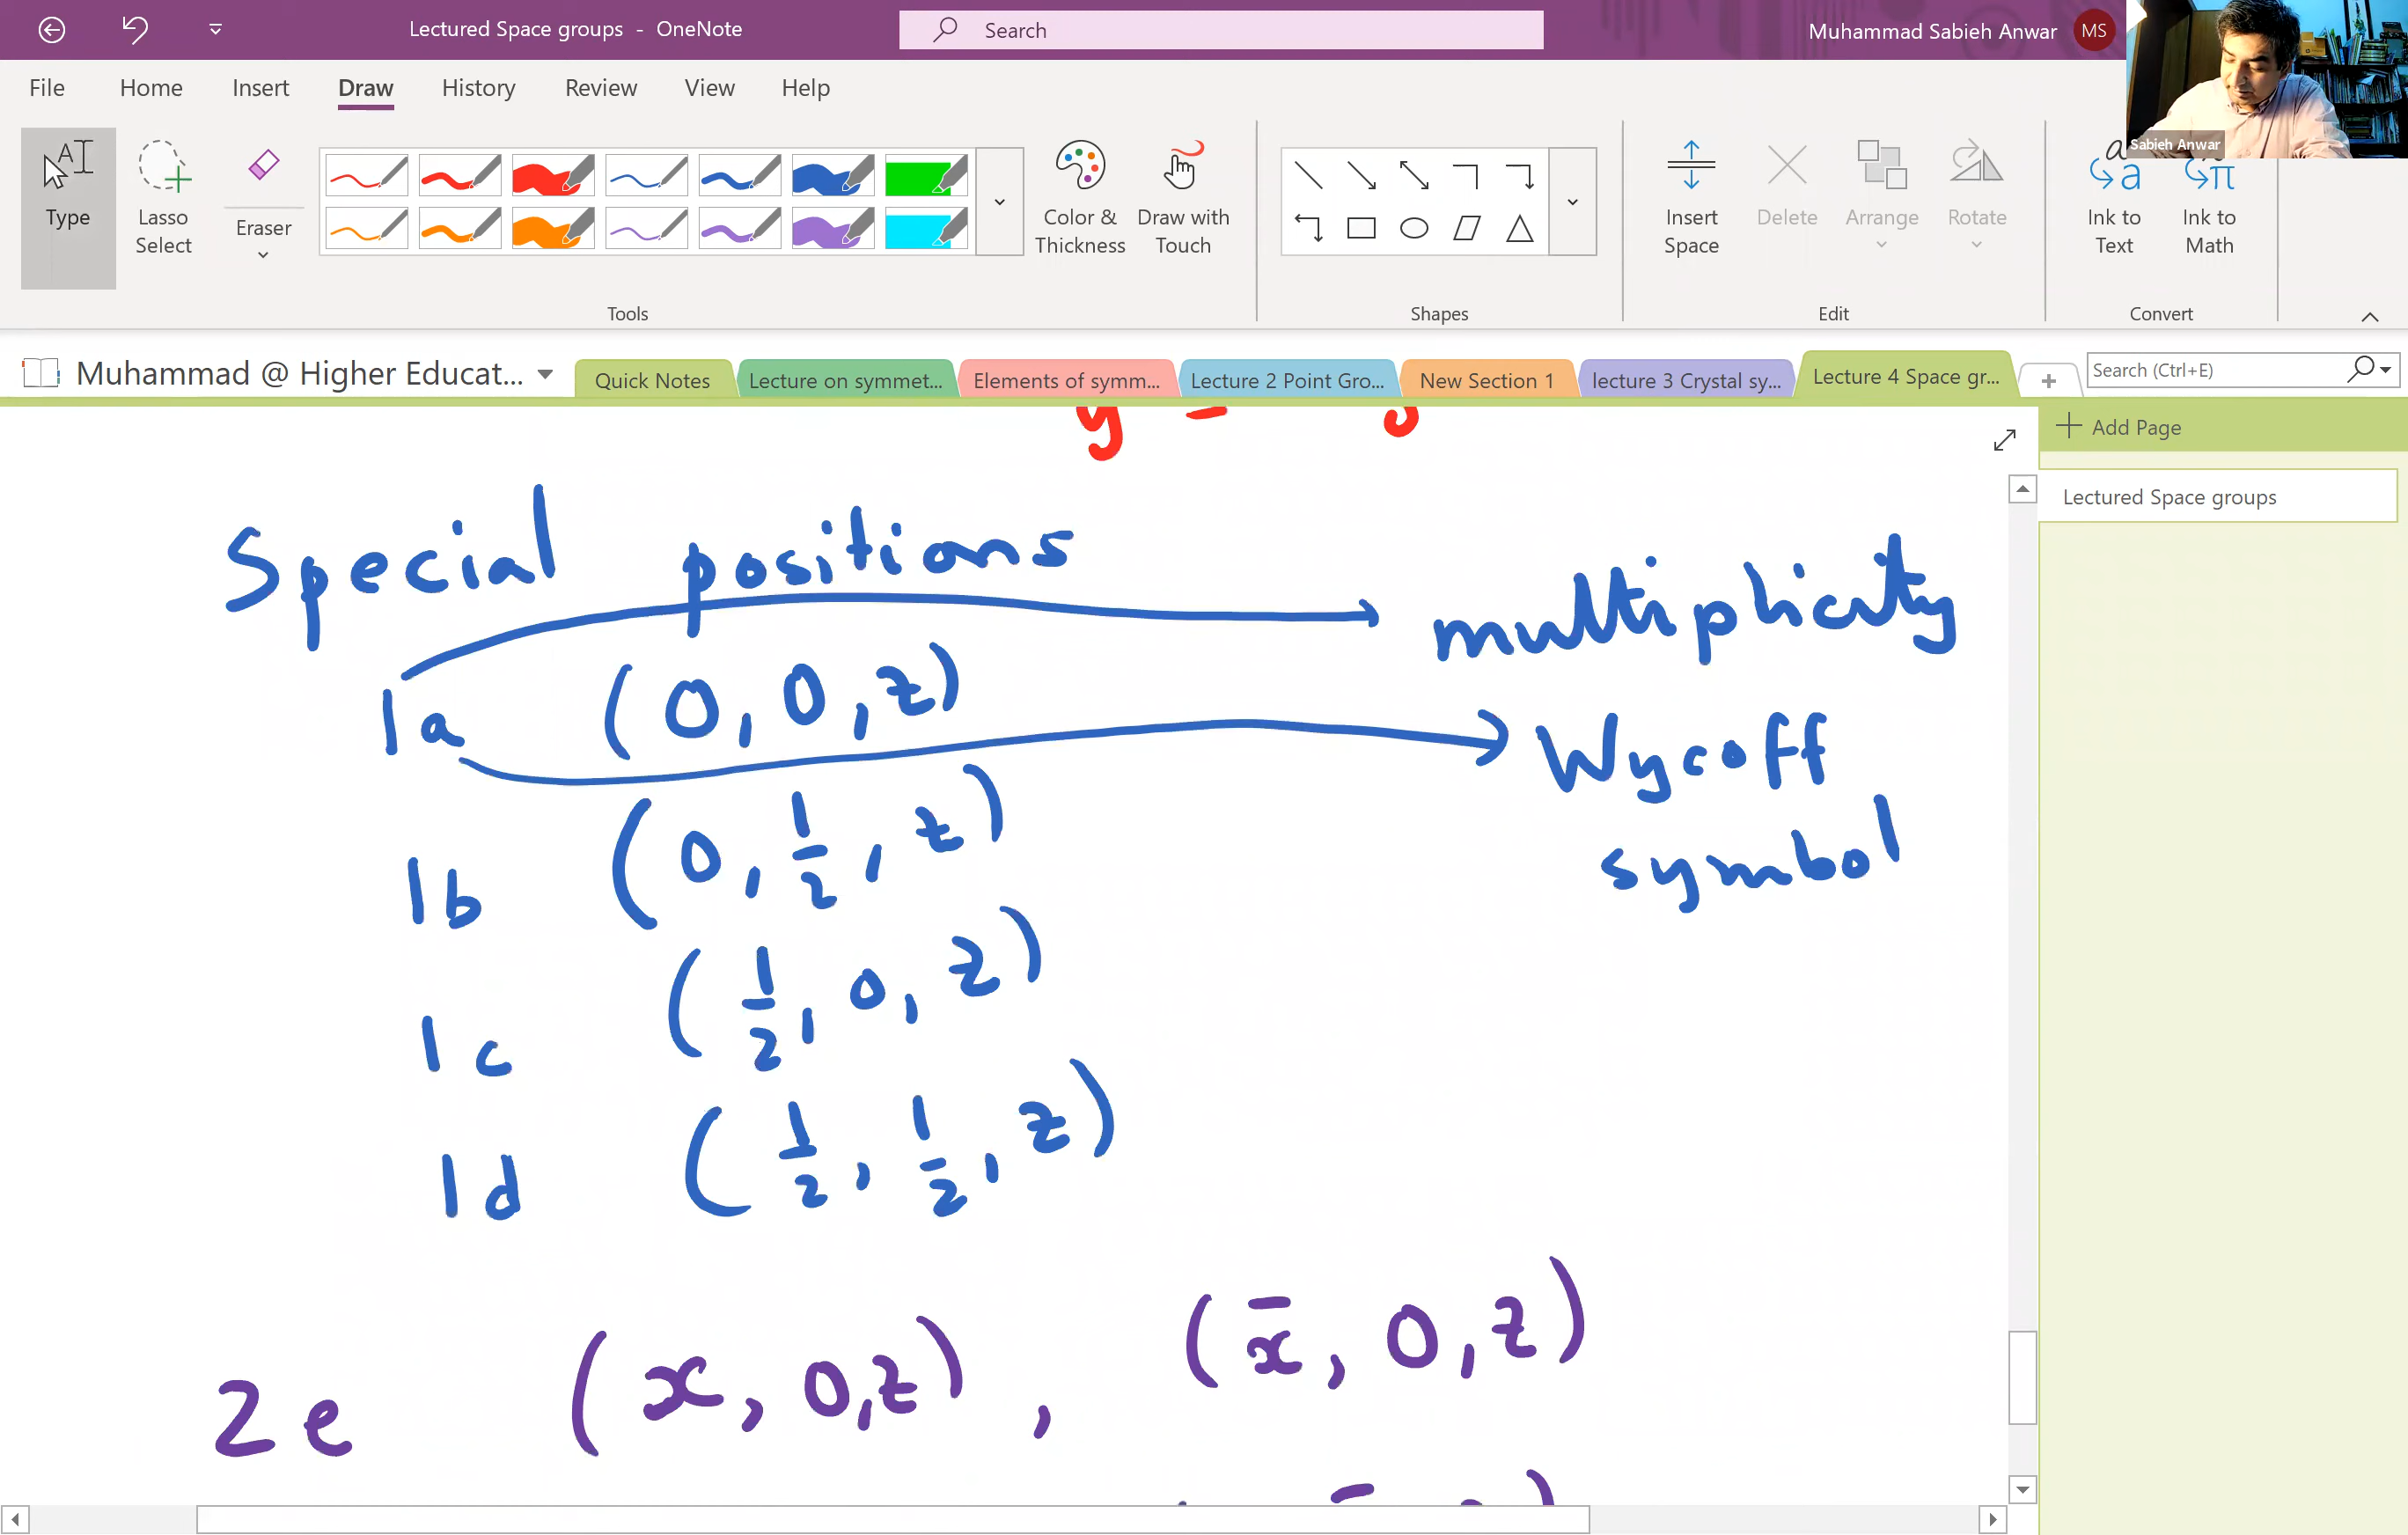 Lectured Space groups - OneNote
Search
Muhammad Sabieh Anwar MS
File Home Insert Draw History Review View Help
Sabieh Anwar
Type
Lasso Select
Eraser
Color & Thickness
Draw with Touch
Insert Space
Delete
Arrange
Rotate
Ink to Text
Ink to Math
Tools
Shapes
Edit
Convert
Muhammad @ Higher Educat...
Quick Notes
Lecture on symmet...
Elements of symm...
Lecture 2 Point Gro...
New Section 1
lecture 3 Crystal sy...
Lecture 4 Space gr...
Search (Ctrl+E)
Add Page
Lectured Space groups
y =
Special positions
multiplicity
1a (0, 0, z)
Wycoff
symbol
1b (0, 1/2, z)
1c (1/2, 0, z)
1d (1/2, 1/2, z)
2e (x, 0, z), (x̄, 0, z)